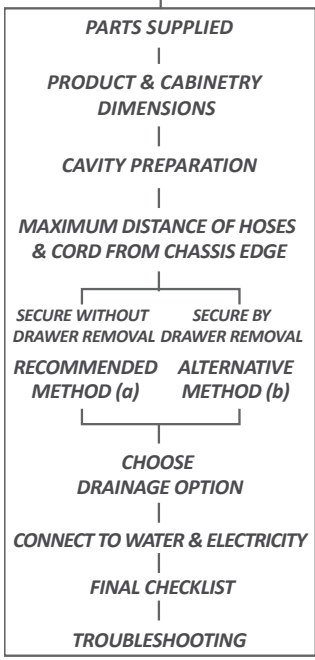 PARTS SUPPLIED
PRODUCT & CABINETRY
DIMENSIONS
CAVITY PREPARATION
MAXIMUM DISTANCE OF HOSES
& CORD FROM CHASSIS EDGE
SECURE WITHOUT
DRAWER REMOVAL
RECOMMENDED
METHOD (a)
SECURE BY
DRAWER REMOVAL
ALTERNATIVE
METHOD (b)
CHOOSE
DRAINAGE OPTION
CONNECT TO WATER & ELECTRICITY
FINAL CHECKLIST
TROUBLESHOOTING